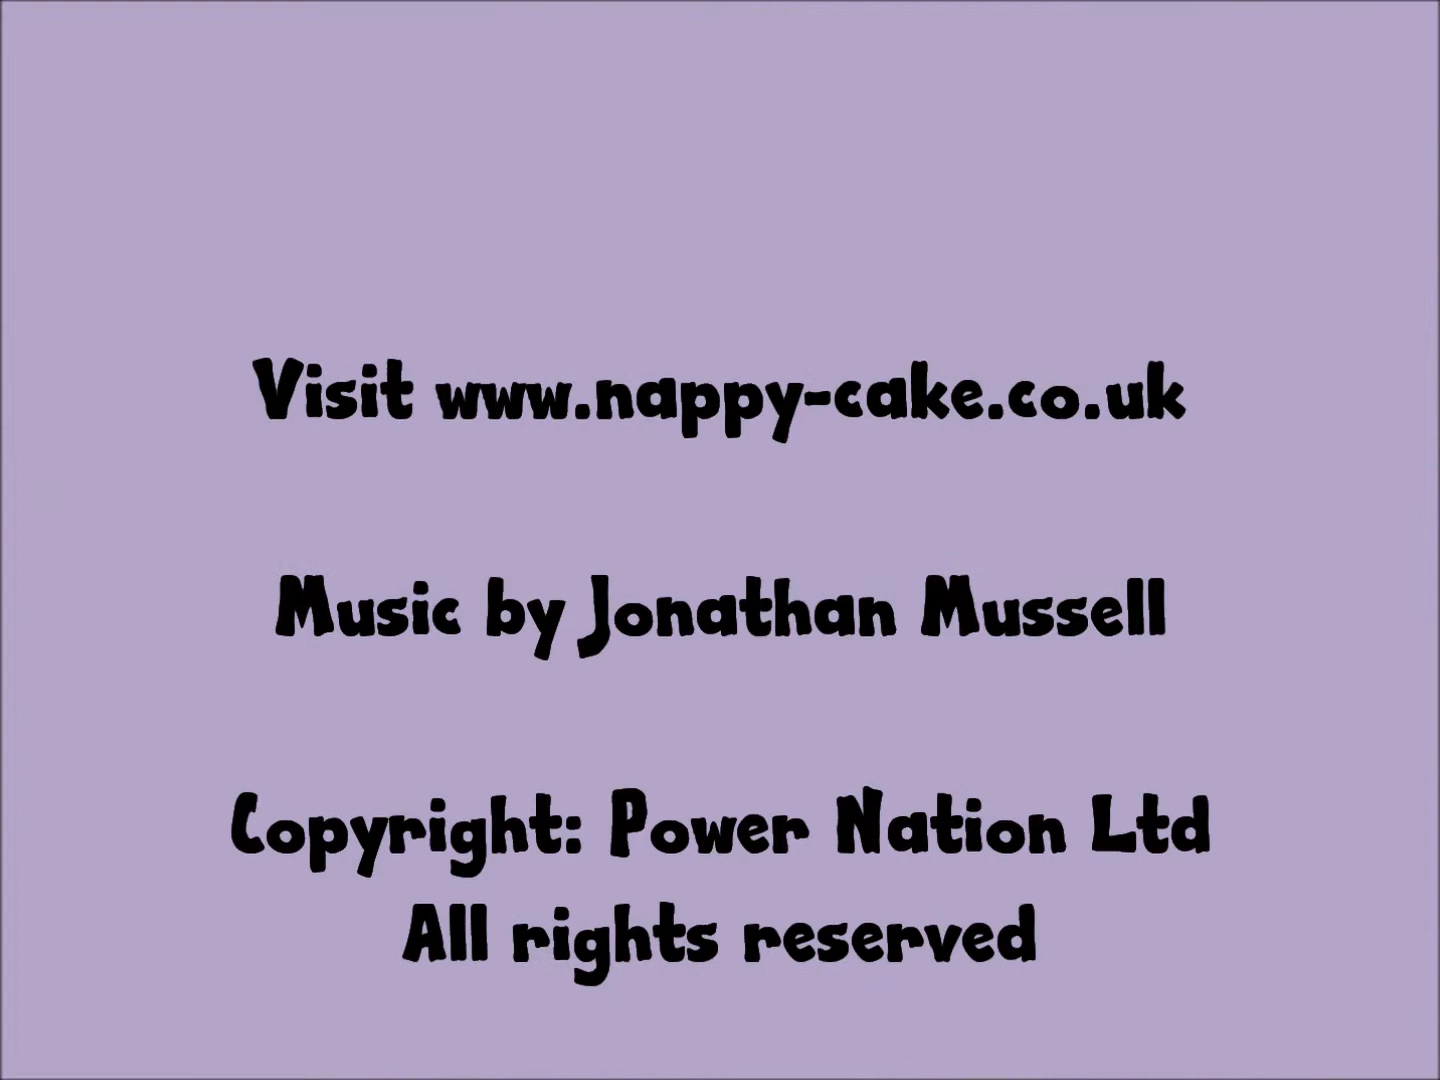 Visit www.nappy-cake.co.uk
Music by Jonathan Mussell
Copyright: Power Nation Ltd
All rights reserved